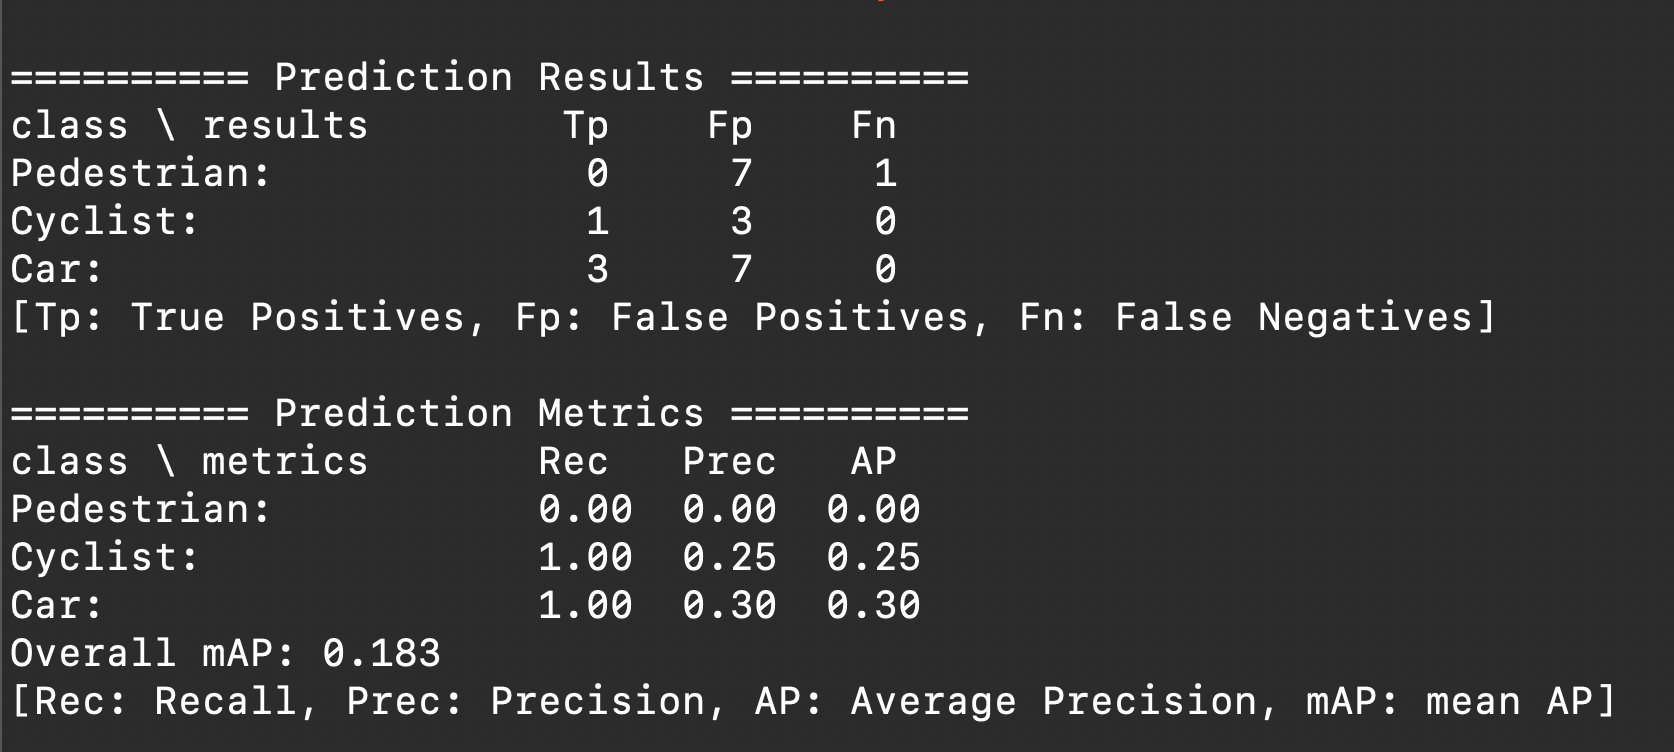 ========== Prediction Results ==========
class \ results Tp Fp Fn
Pedestrian: 0 7 1
Cyclist: 1 3 0
Car: 3 7 0
[Tp: True Positives, Fp: False Positives, Fn: False Negatives]
========== Prediction Metrics ==========
class \ metrics Rec Prec AP
Pedestrian: 0.00 0.00 0.00
Cyclist: 1.00 0.25 0.25
Car: 1.00 0.30 0.30
Overall mAP: 0.183
[Rec: Recall, Prec: Precision, AP: Average Precision, mAP: mean AP]